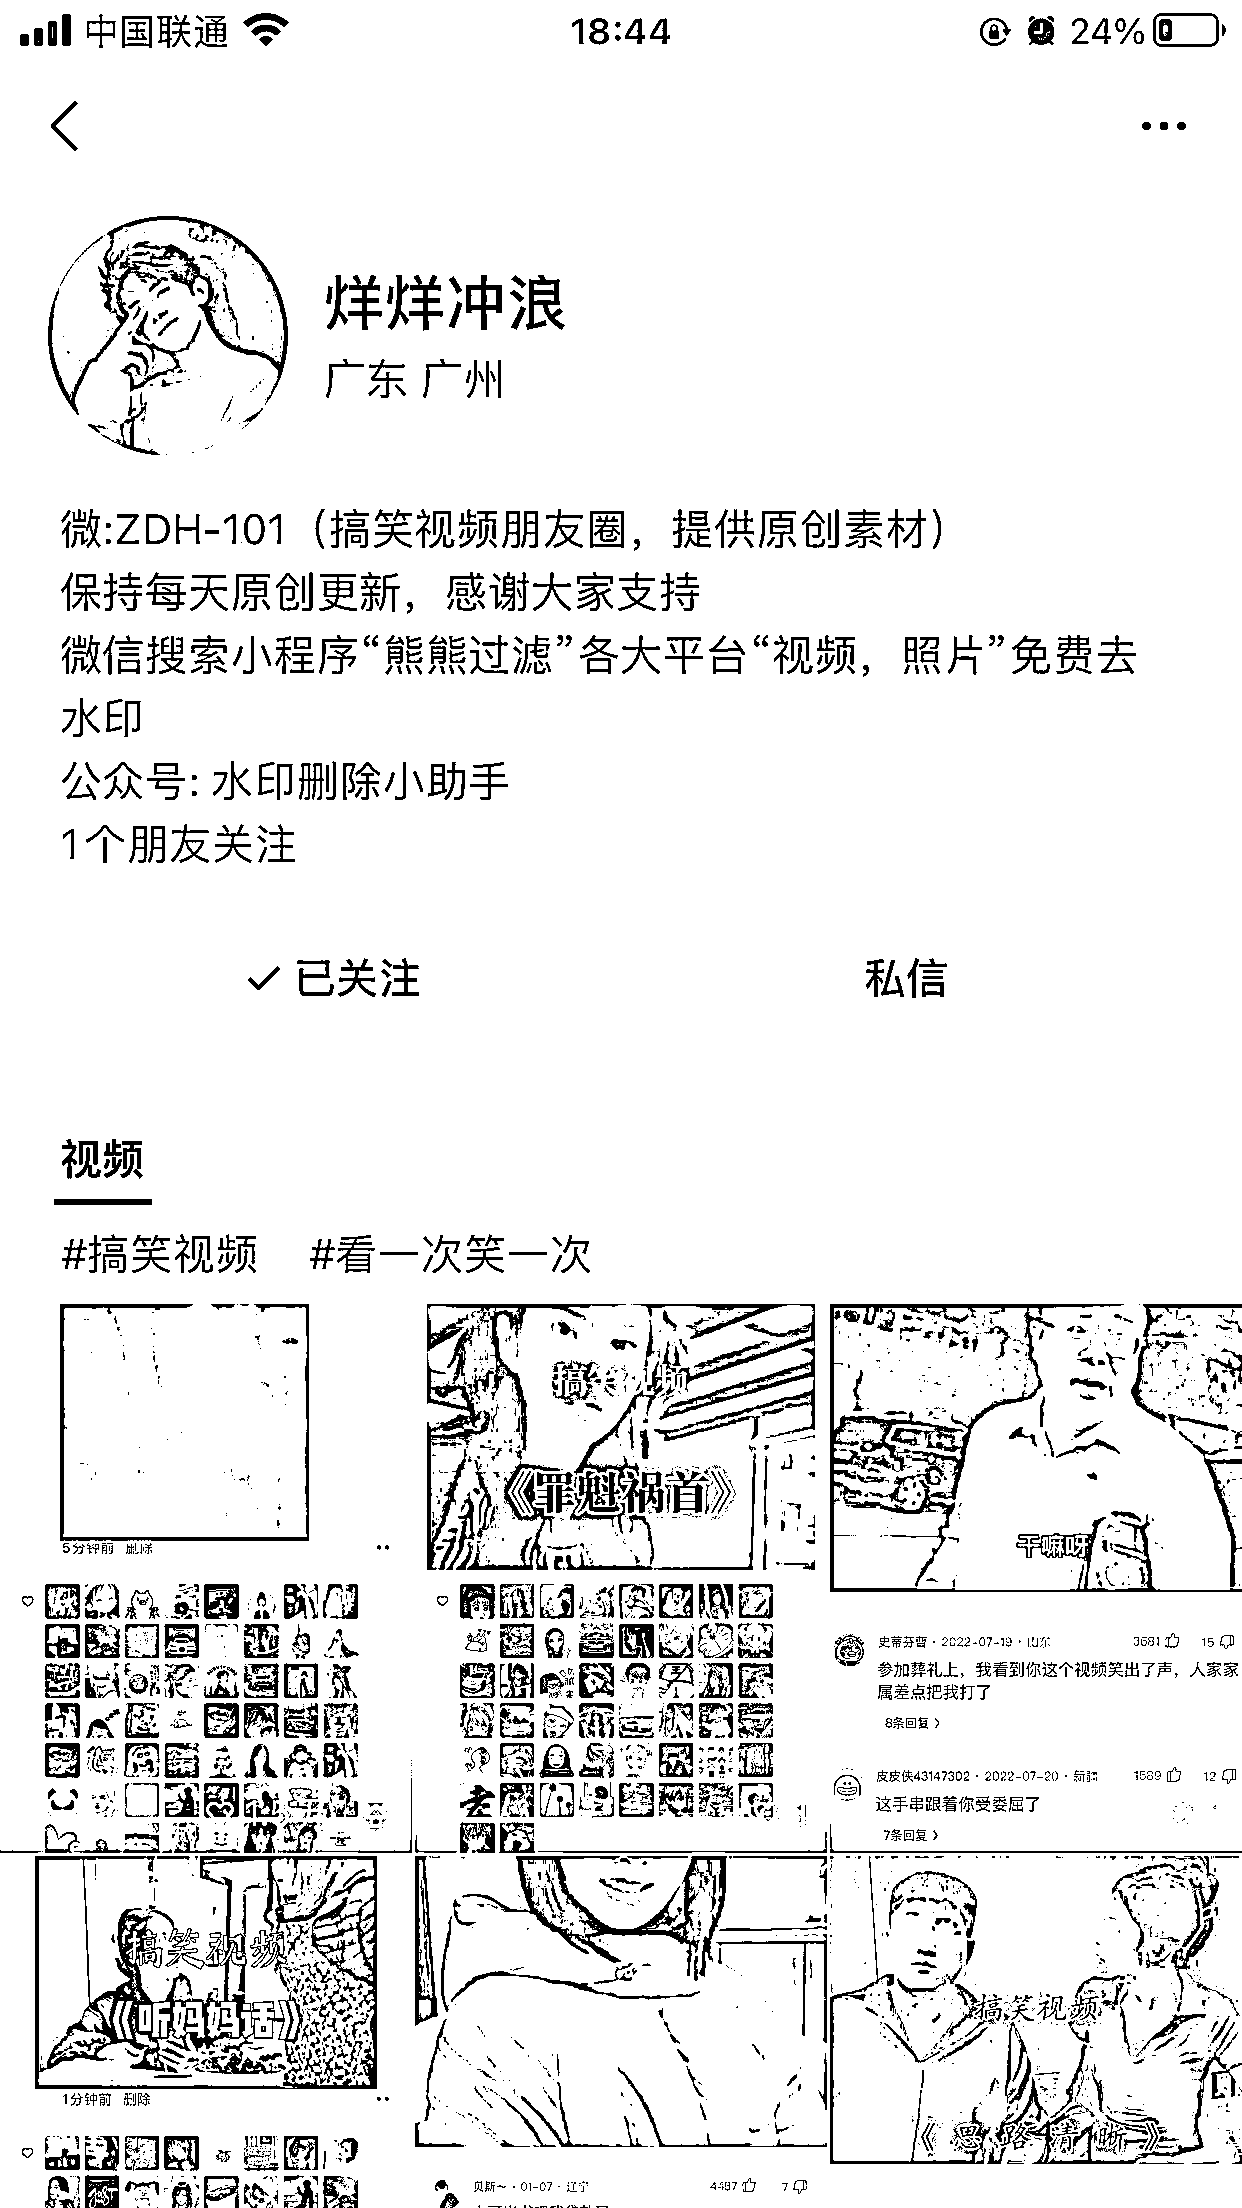 中国联通
18:44
24%
烊烊冲浪
广东 广州
微:ZDH-101（搞笑视频朋友圈，提供原创素材）
保持每天原创更新，感谢大家支持
微信搜索小程序“熊熊过滤”各大平台“视频，照片”免费去
水印
公众号: 水印删除小助手
1个朋友关注
已关注
私信
视频
#搞笑视频 #看一次笑一次
5分钟前 删除
搞笑视频
《罪魁祸首》
干嘛呀
史蒂芬哲 · 2022-07-19 · 山东 3681 15
参加葬礼上，我看到你这个视频笑出了声，人家家
属差点把我打了
8条回复
皮皮侠43147302 · 2022-07-20 · 新疆 1589 12
这手串跟着你受委屈了
7条回复
搞笑视频
《听妈妈话》
1分钟前 删除
搞笑视频
《思路清晰》
贝斯~ · 01-07 · 辽宁 4497 7